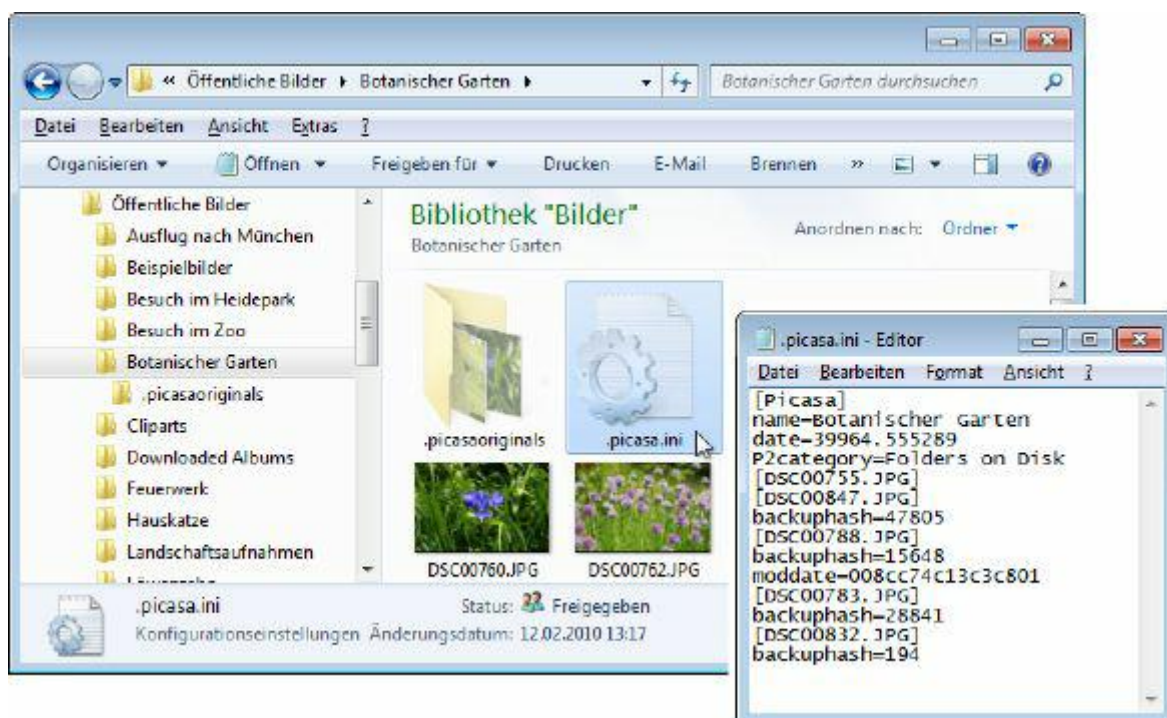 « Öffentliche Bilder Botanischer Garten
Botanischer Garten durchsuchen
Datei Bearbeiten Ansicht Extras ?
Organisieren Öffnen Freigeben für Drucken E-Mail Brennen »
Öffentliche Bilder
Ausflug nach München
Beispielbilder
Besuch im Heidepark
Besuch im Zoo
Botanischer Garten
.picasaoriginals
Cliparts
Downloaded Albums
Feuerwerk
Hauskatze
Landschaftsaufnahmen
Bibliothek "Bilder"
Botanischer Garten
Anordnen nach: Ordner
.picasaoriginals
.picasa.ini
DSC00760.JPG
DSC00762.JPG
.picasa.ini
Status: Freigegeben
Konfigurationseinstellungen Änderungsdatum: 12.02.2010 13:17
.picasa.ini - Editor
Datei Bearbeiten Format Ansicht ?
[Picasa]
name=Botanischer Garten
date=39964.555289
P2category=Folders on Disk
[DSC00755.JPG]
[DSC00847.JPG]
backuphash=47805
[DSC00788.JPG]
backuphash=15648
moddate=008cc74c13c3c801
[DSC00783.JPG]
backuphash=28841
[DSC00832.JPG]
backuphash=194